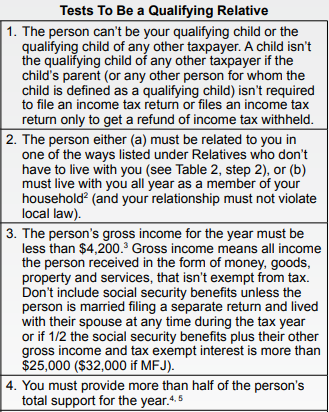 Tests To Be a Qualifying Relative
1. The person can't be your qualifying child or the
qualifying child of any other taxpayer. A child isn't
the qualifying child of any other taxpayer if the
child's parent (or any other person for whom the
child is defined as a qualifying child) isn't required
to file an income tax return or files an income tax
return only to get a refund of income tax withheld.
2. The person either (a) must be related to you in
one of the ways listed under Relatives who don't
have to live with you (see Table 2, step 2), or (b)
must live with you all year as a member of your
household² (and your relationship must not violate
local law).
3. The person's gross income for the year must be
less than $4,200.³ Gross income means all income
the person received in the form of money, goods,
property and services, that isn't exempt from tax.
Don't include social security benefits unless the
person is married filing a separate return and lived
with their spouse at any time during the tax year
or if 1/2 the social security benefits plus their other
gross income and tax exempt interest is more than
$25,000 ($32,000 if MFJ).
4. You must provide more than half of the person's
total support for the year.⁴, ⁵